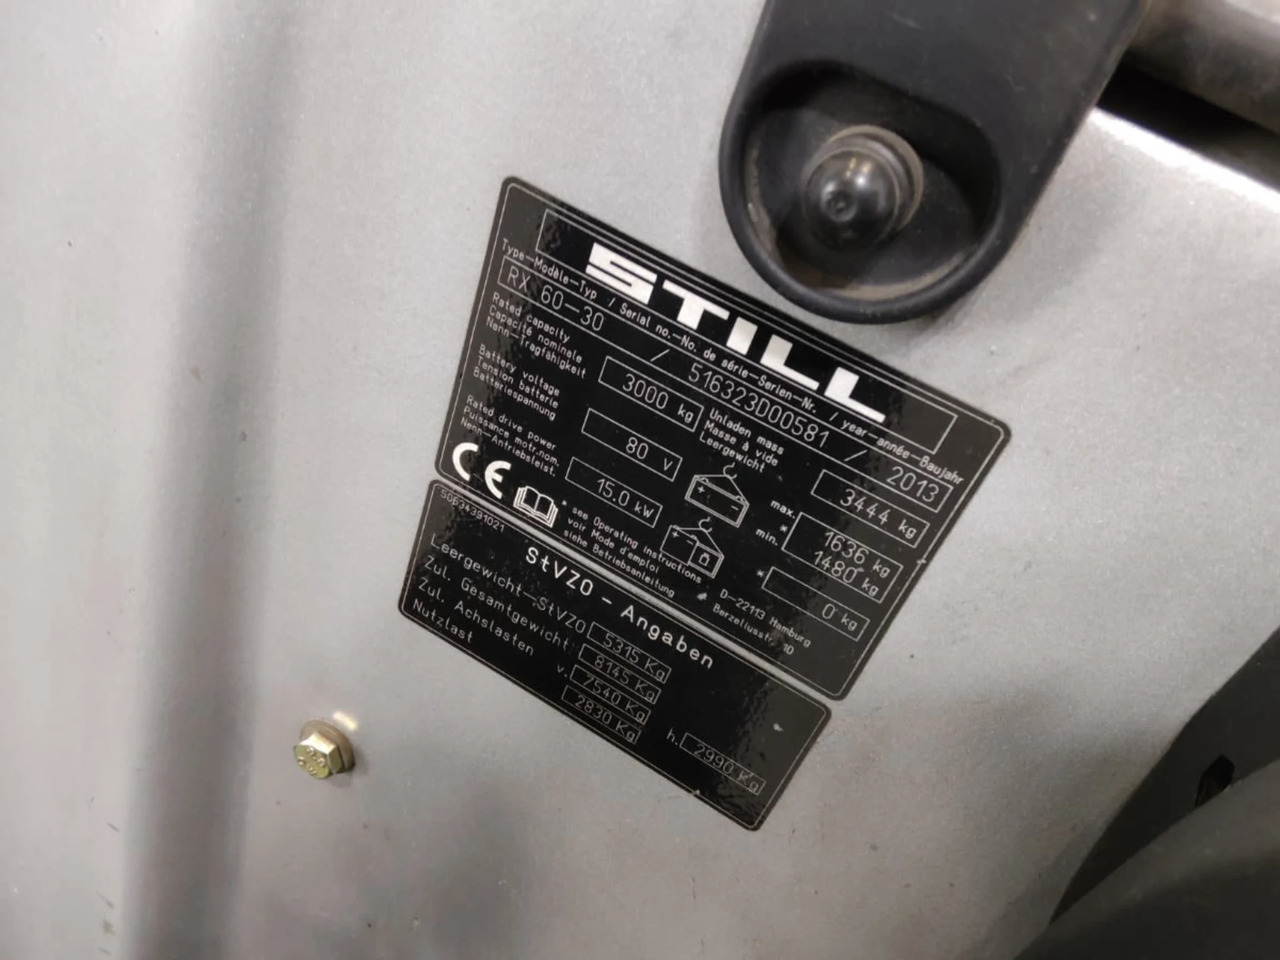 STILL
Type-Modèle-Typ / Serial no.-No. de série-Serien-Nr. / year-année-Baujahr
RX 60-30 / 516323D00581 / 2013
Rated capacity
Capacité nominale
Nenn-Tragfähigkeit
3000 kg
Unladen mass
Masse à vide
Leergewicht
3444 kg
Battery voltage
Tension batterie
Batteriespannung
80 V
+ -
max. 1636 kg
* min. 1480 kg
Rated drive power
Puissance motr.nom.
Nenn-Antriebsleist.
15.0 kW
+ -
* 0 kg
CE
* see Operating instructions
voir Mode d'emploi
siehe Betriebsanleitung
D-22113 Hamburg
Berzeliusstr. 10
50634391021
StVZO - Angaben
Leergewicht-StVZO 5315 Kg
Zul. Gesamtgewicht 8145 Kg
Zul. Achslasten v. 7540 Kg h. 2990 Kg
Nutzlast 2830 Kg